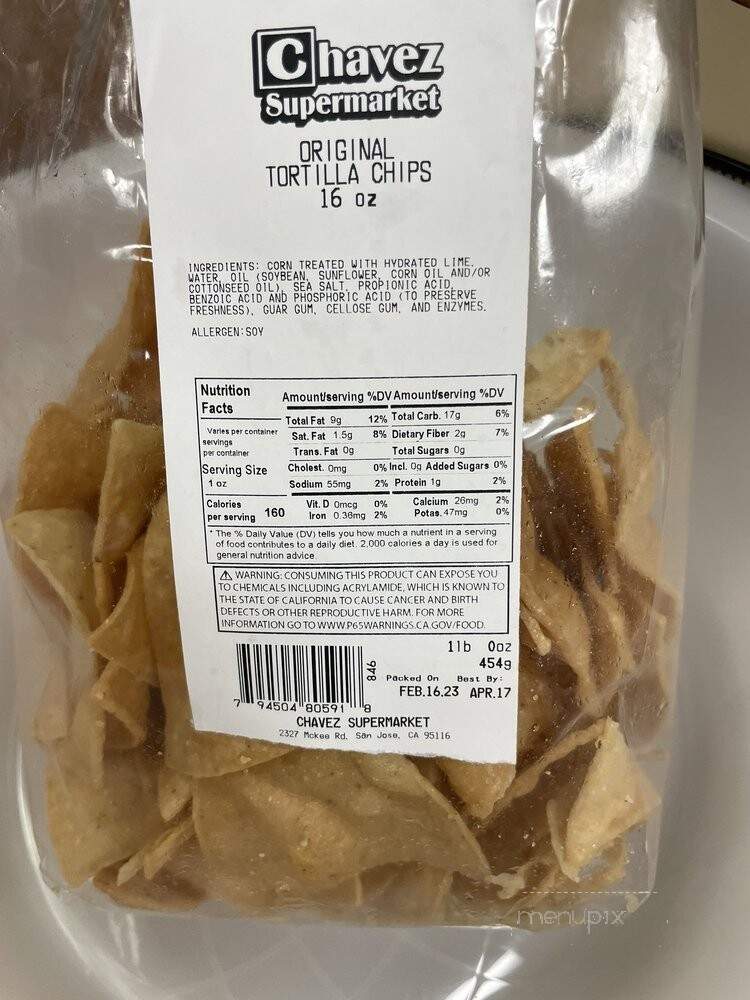 Chavez
Supermarket
ORIGINAL
TORTILLA CHIPS
16 oz
INGREDIENTS: CORN TREATED WITH HYDRATED LIME,
WATER, OIL (SOYBEAN, SUNFLOWER, CORN OIL AND/OR
COTTONSEED OIL), SEA SALT, PROPIONIC ACID,
BENZOIC ACID AND PHOSPHORIC ACID (TO PRESERVE
FRESHNESS), GUAR GUM, CELLOSE GUM, AND ENZYMES.
ALLERGEN:SOY
Nutrition
Facts
Varies per container
servings
per container
Serving Size
1 oz
Calories
per serving 160
Amount/serving %DV Amount/serving %DV
Total Fat 9g 12% Total Carb. 17g 6%
Sat. Fat 1.5g 8% Dietary Fiber 2g 7%
Trans. Fat 0g Total Sugars 0g
Cholest. 0mg 0% Incl. 0g Added Sugars 0%
Sodium 55mg 2% Protein 1g 2%
Vit. D 0mcg 0% Calcium 26mg 2%
Iron 0.36mg 2% Potas. 47mg 0%
* The % Daily Value (DV) tells you how much a nutrient in a serving
of food contributes to a daily diet. 2,000 calories a day is used for
general nutrition advice.
⚠ WARNING: CONSUMING THIS PRODUCT CAN EXPOSE YOU
TO CHEMICALS INCLUDING ACRYLAMIDE, WHICH IS KNOWN TO
THE STATE OF CALIFORNIA TO CAUSE CANCER AND BIRTH
DEFECTS OR OTHER REPRODUCTIVE HARM. FOR MORE
INFORMATION GO TO WWW.P65WARNINGS.CA.GOV/FOOD.
1lb 0oz
454g
846
Packed On Best By:
FEB.16.23 APR.17
7 94504 80591 8
CHAVEZ SUPERMARKET
2327 Mckee Rd, San Jose, CA 95116
menupix